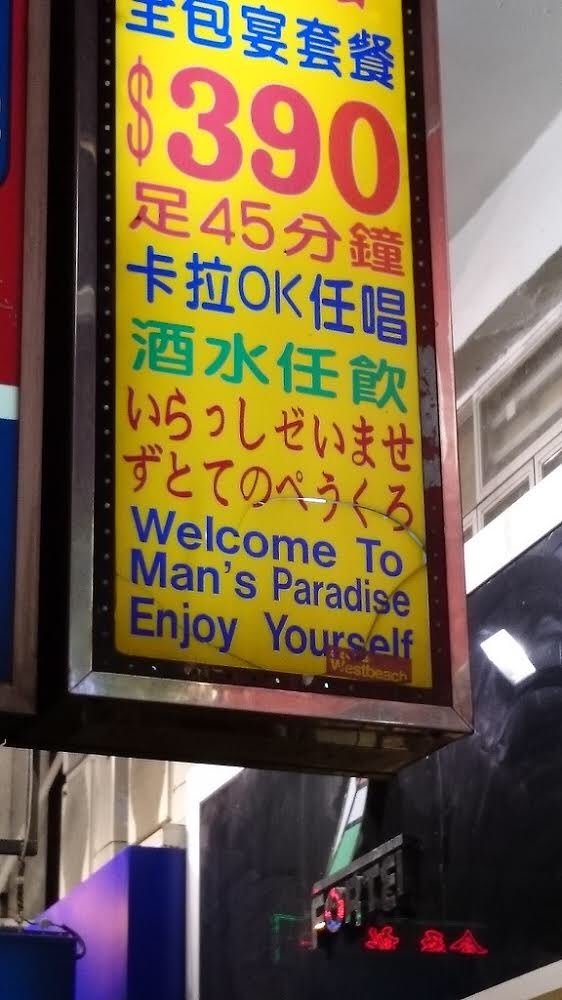 全包宴套餐
$390
足45分鐘
卡拉OK任唱
酒水任飲
いらっしゼいませ
ずとてのぺうくろ
Welcome To
Man's Paradise
Enjoy Yourself
Westbeach
FORTEI